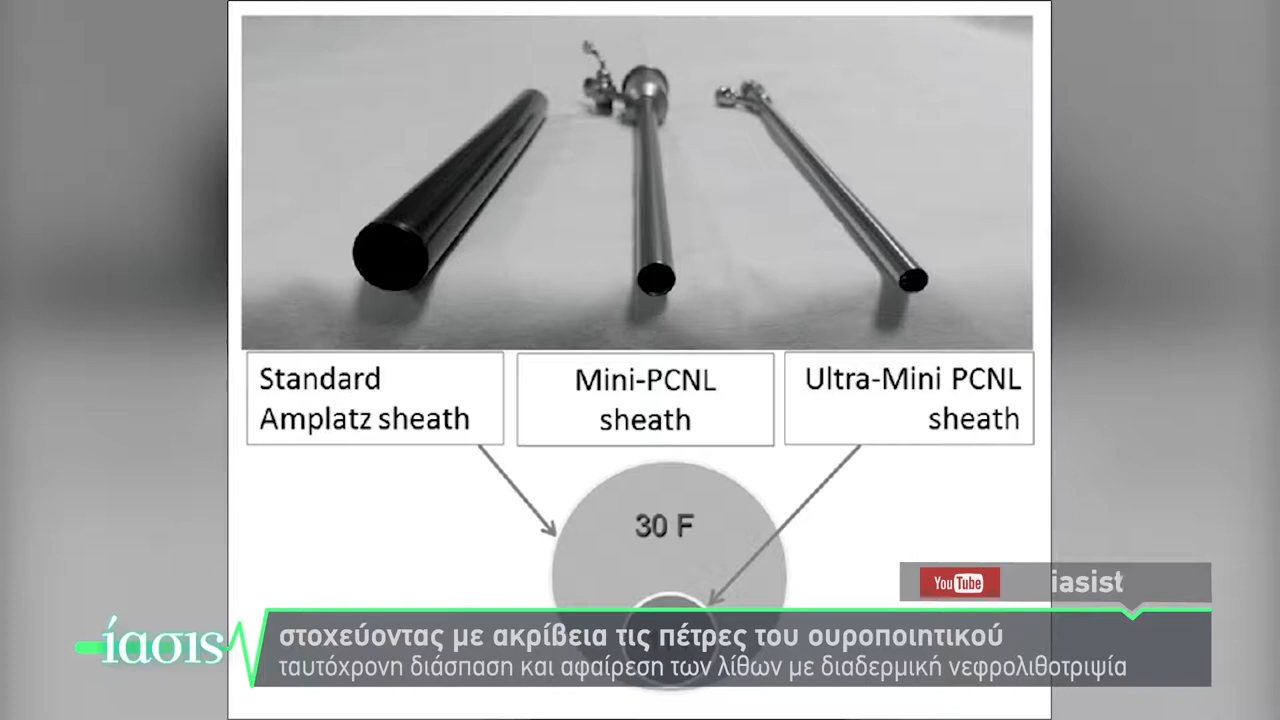 Standard
Amplatz sheath
Mini-PCNL
sheath
Ultra-Mini PCNL
sheath
30 F
YouTube
iasist
ίασις
στοχεύοντας με ακρίβεια τις πέτρες του ουροποιητικού
ταυτόχρονη διάσπαση και αφαίρεση των λίθων με διαδερμική νεφρολιθοτριψία